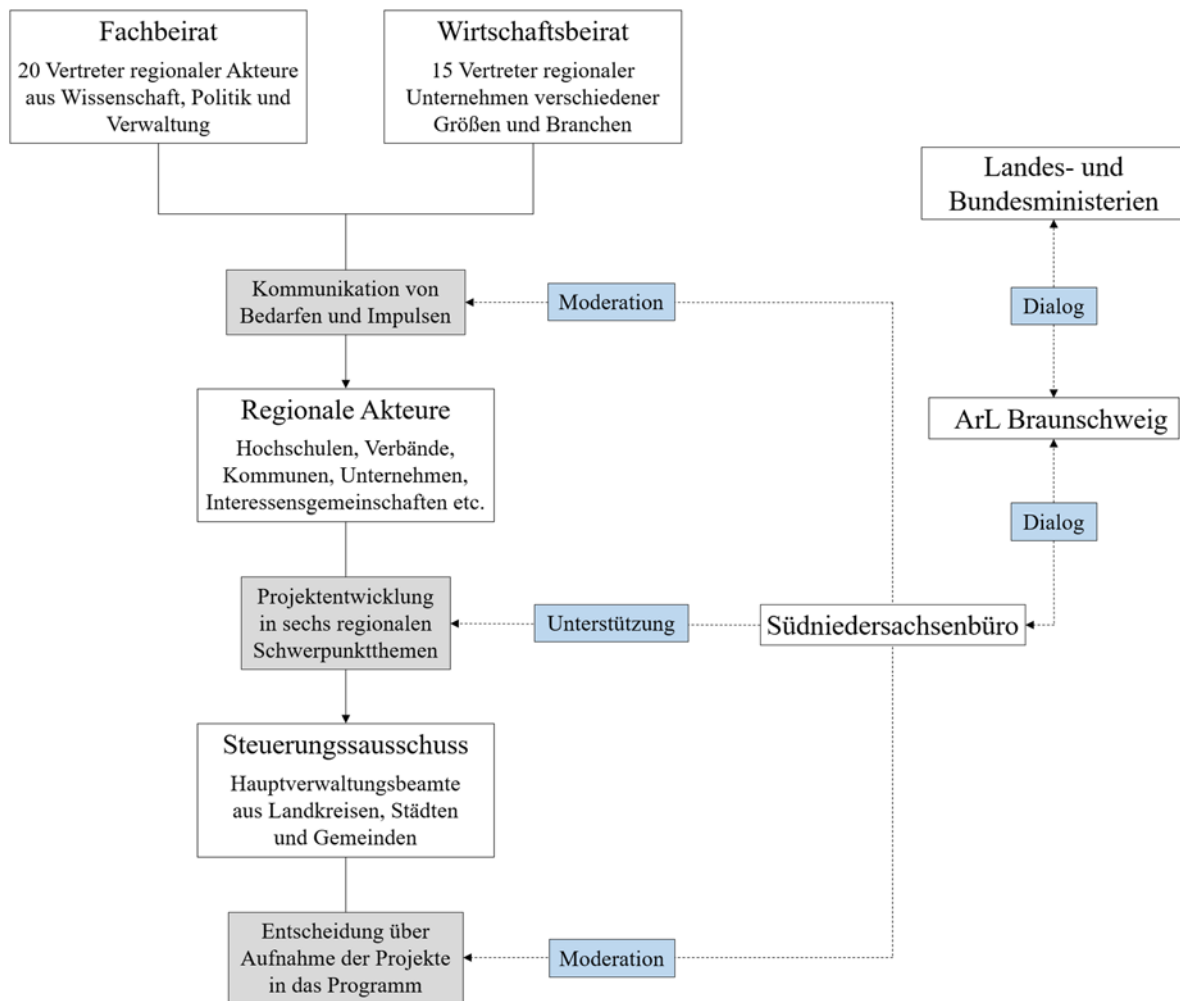 Fachbeirat
20 Vertreter regionaler Akteure
aus Wissenschaft, Politik und
Verwaltung
Wirtschaftsbeirat
15 Vertreter regionaler
Unternehmen verschiedener
Größen und Branchen
Landes- und
Bundesministerien
Kommunikation von
Bedarfen und Impulsen
Moderation
Dialog
Regionale Akteure
Hochschulen, Verbände,
Kommunen, Unternehmen,
Interessensgemeinschaften etc.
ArL Braunschweig
Dialog
Projektentwicklung
in sechs regionalen
Schwerpunktthemen
Unterstützung
Südniedersachsenbüro
Steuerungssausschuss
Hauptverwaltungsbeamte
aus Landkreisen, Städten
und Gemeinden
Entscheidung über
Aufnahme der Projekte
in das Programm
Moderation